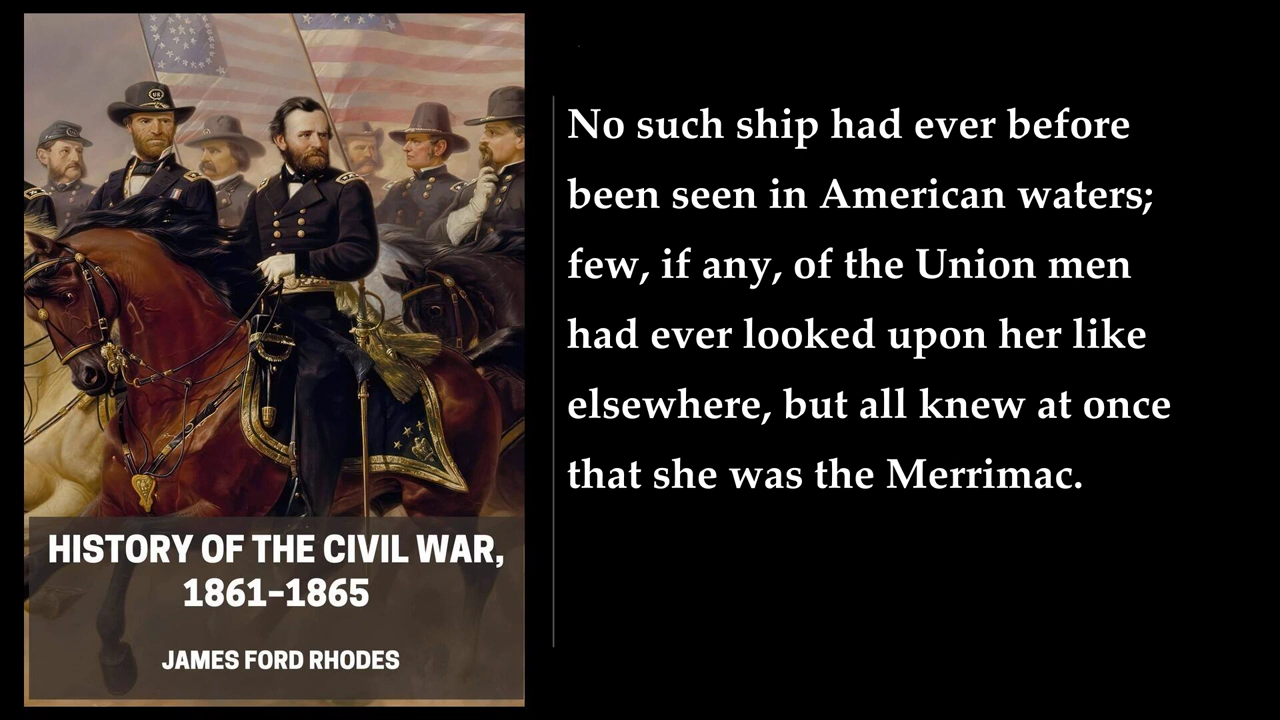 HISTORY OF THE CIVIL WAR,
1861–1865
JAMES FORD RHODES
No such ship had ever before
been seen in American waters;
few, if any, of the Union men
had ever looked upon her like
elsewhere, but all knew at once
that she was the Merrimac.